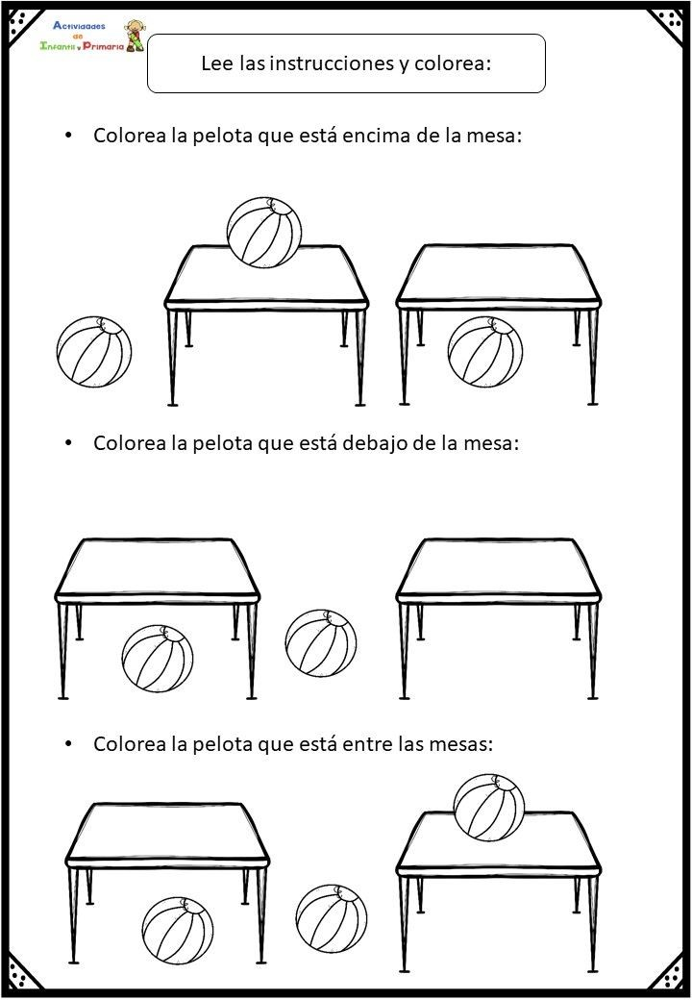 Actividades
de
Infantil y Primaria
Lee las instrucciones y colorea:
• Colorea la pelota que está encima de la mesa:
• Colorea la pelota que está debajo de la mesa:
• Colorea la pelota que está entre las mesas: